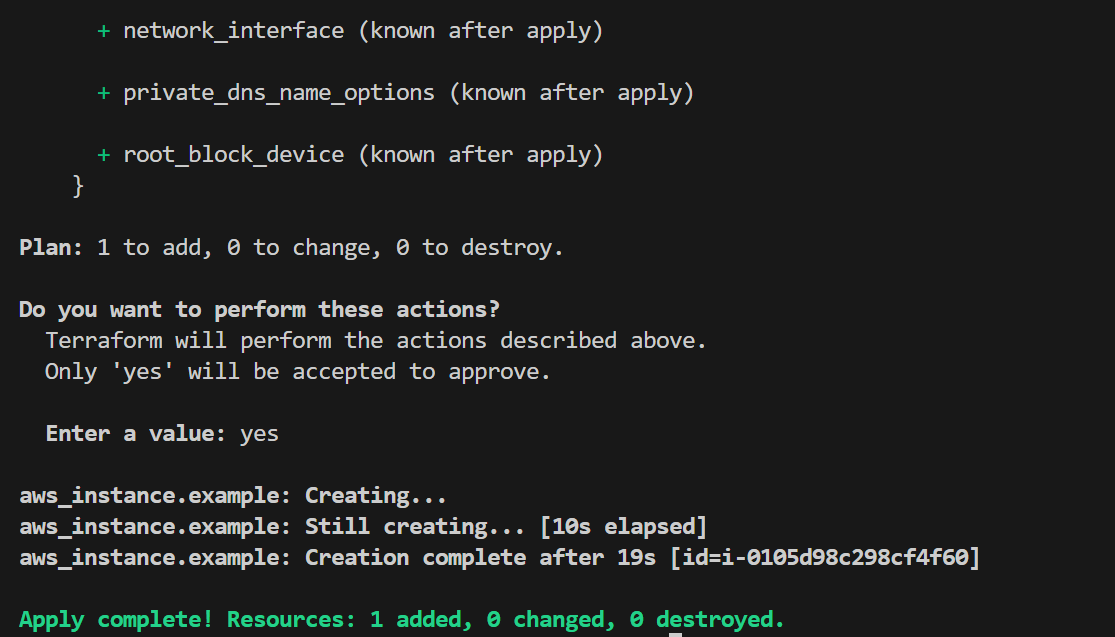 + network_interface (known after apply)
+ private_dns_name_options (known after apply)
+ root_block_device (known after apply)
}
Plan: 1 to add, 0 to change, 0 to destroy.
Do you want to perform these actions?
Terraform will perform the actions described above.
Only 'yes' will be accepted to approve.
Enter a value: yes
aws_instance.example: Creating...
aws_instance.example: Still creating... [10s elapsed]
aws_instance.example: Creation complete after 19s [id=i-0105d98c298cf4f60]
Apply complete! Resources: 1 added, 0 changed, 0 destroyed.